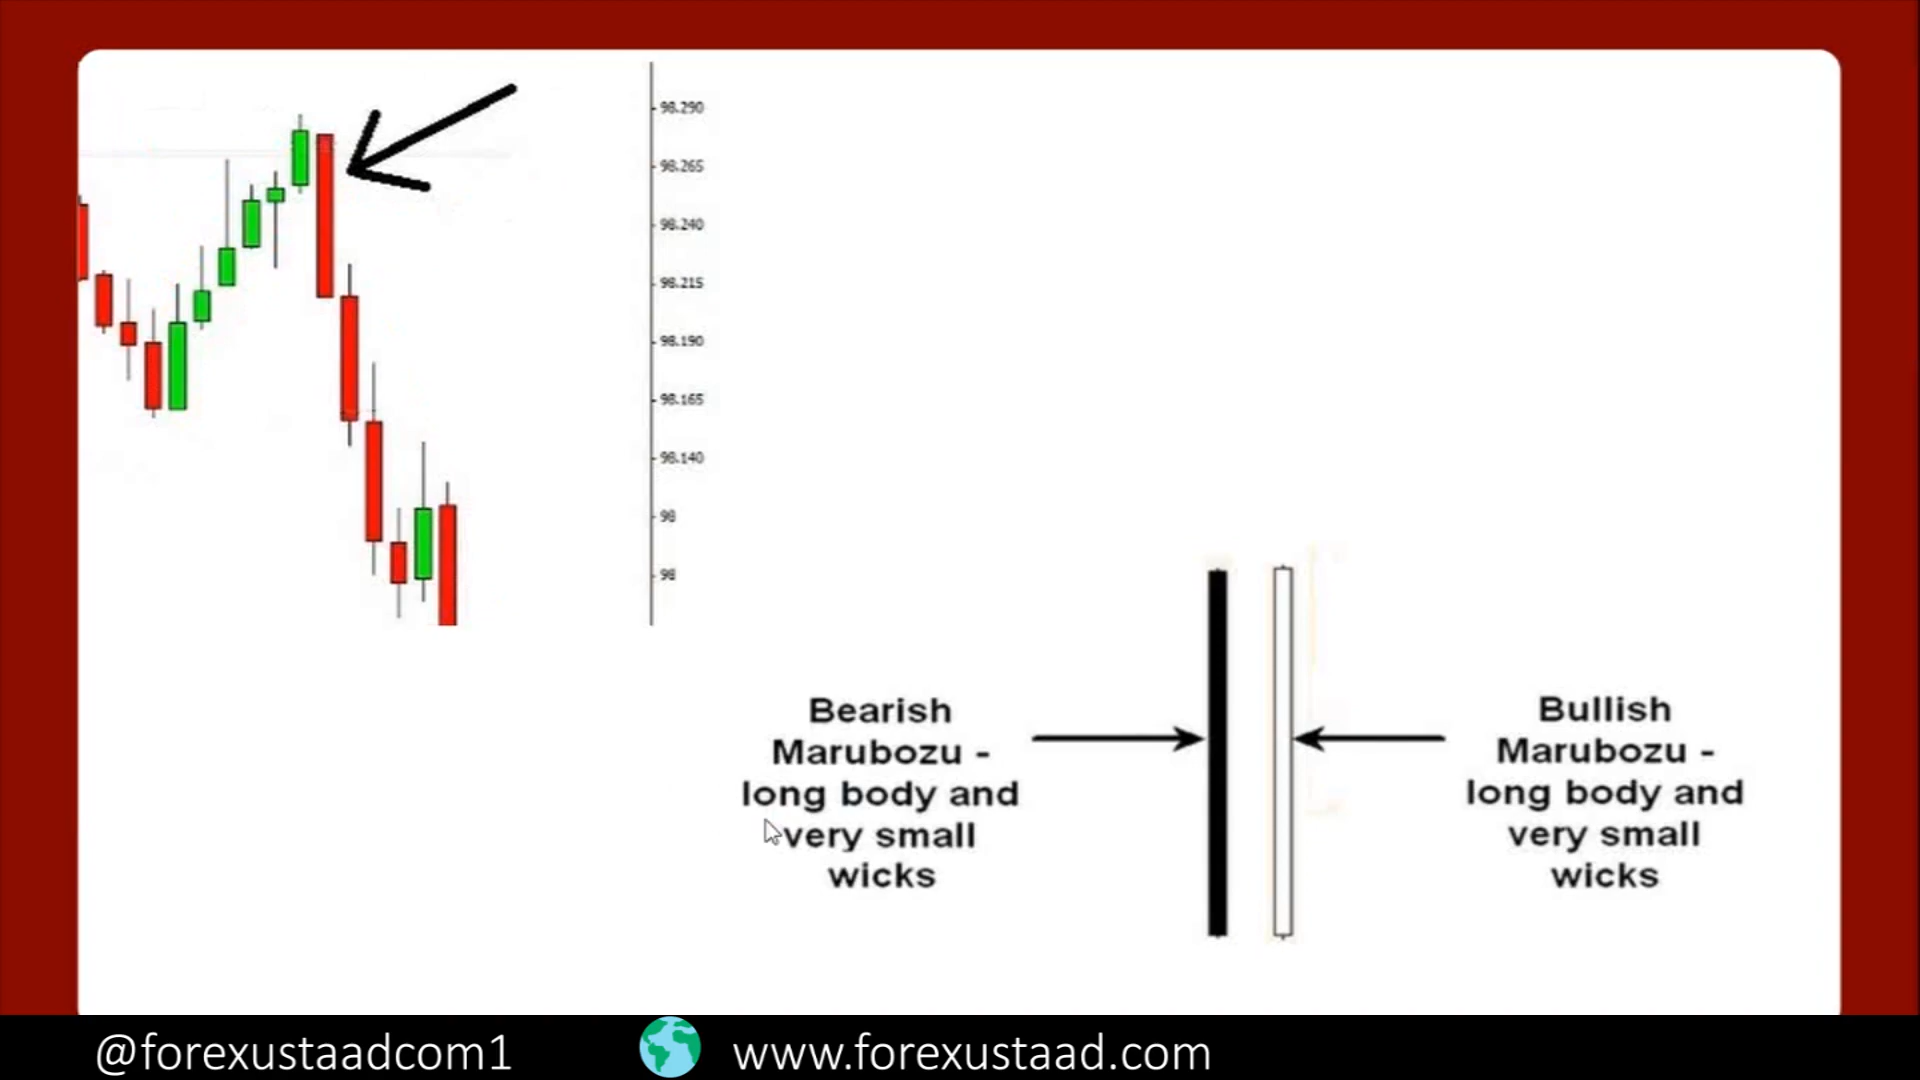 98.290
98.265
98.240
98.215
98.190
98.165
98.140
98
98
Bearish
Marubozu -
long body and
very small
wicks
Bullish
Marubozu -
long body and
very small
wicks
@forexustaadcom1
www.forexustaad.com